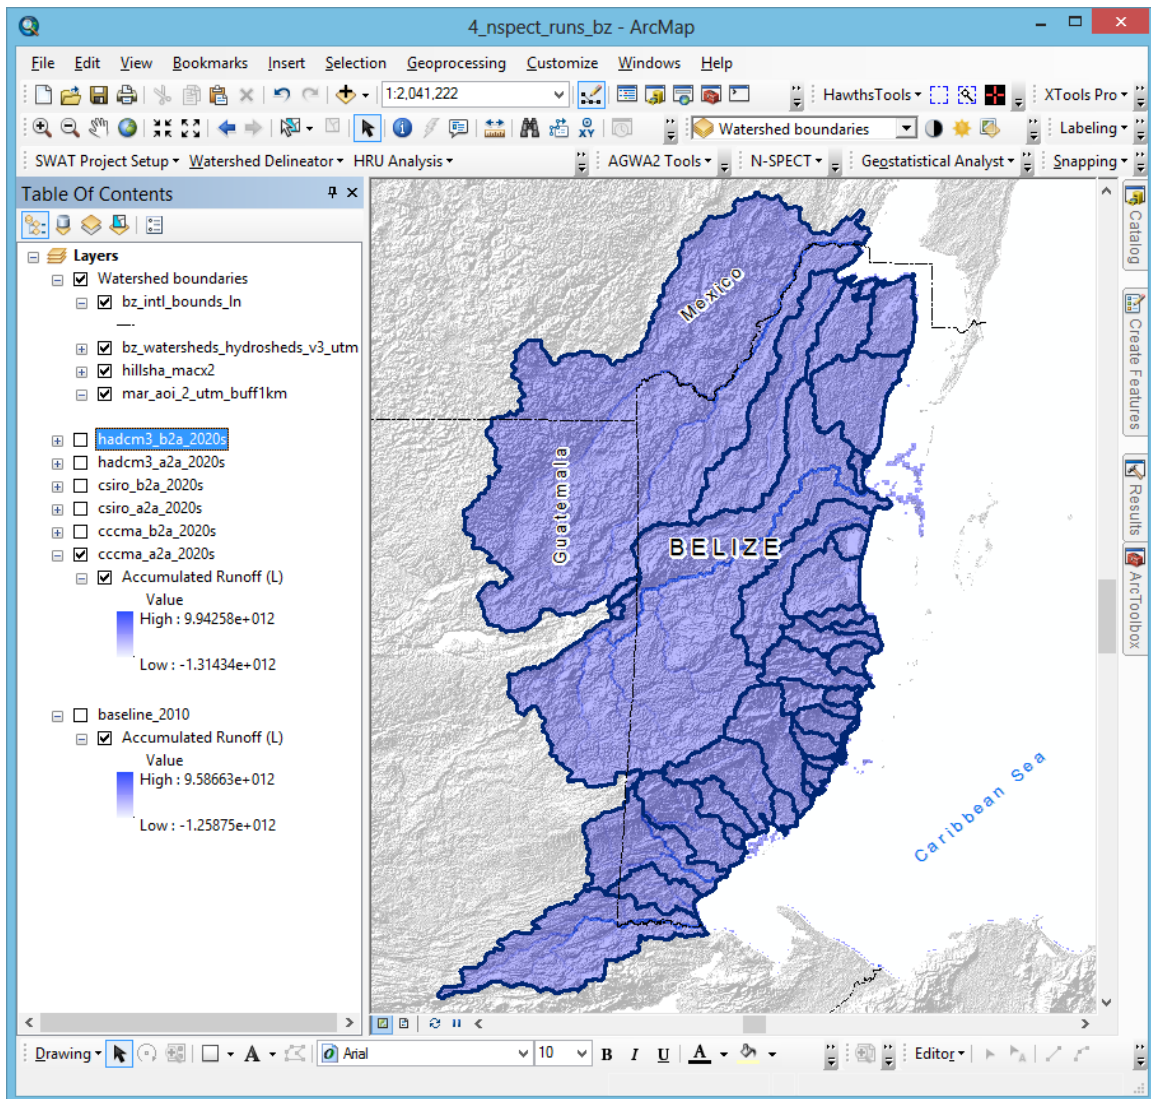 4_nspect_runs_bz - ArcMap
File Edit View Bookmarks Insert Selection Geoprocessing Customize Windows Help
1:2,041,222 HawthsTools XTools Pro
Watershed boundaries Labeling
SWAT Project Setup Watershed Delineator HRU Analysis AGWA2 Tools N-SPECT Geostatistical Analyst Snapping
Table Of Contents
Layers
Watershed boundaries
bz_intl_bounds_ln
bz_watersheds_hydrosheds_v3_utm
hillsha_macx2
mar_aoi_2_utm_buff1km
hadcm3_b2a_2020s
hadcm3_a2a_2020s
csiro_b2a_2020s
csiro_a2a_2020s
cccma_b2a_2020s
cccma_a2a_2020s
Accumulated Runoff (L)
Value
High : 9.94258e+012
Low : -1.31434e+012
baseline_2010
Accumulated Runoff (L)
Value
High : 9.58663e+012
Low : -1.25875e+012
Mexico
Guatemala
BELIZE
Caribbean Sea
Catalog
Create Features
Results
ArcToolbox
Drawing A Arial 10 B I U A Editor